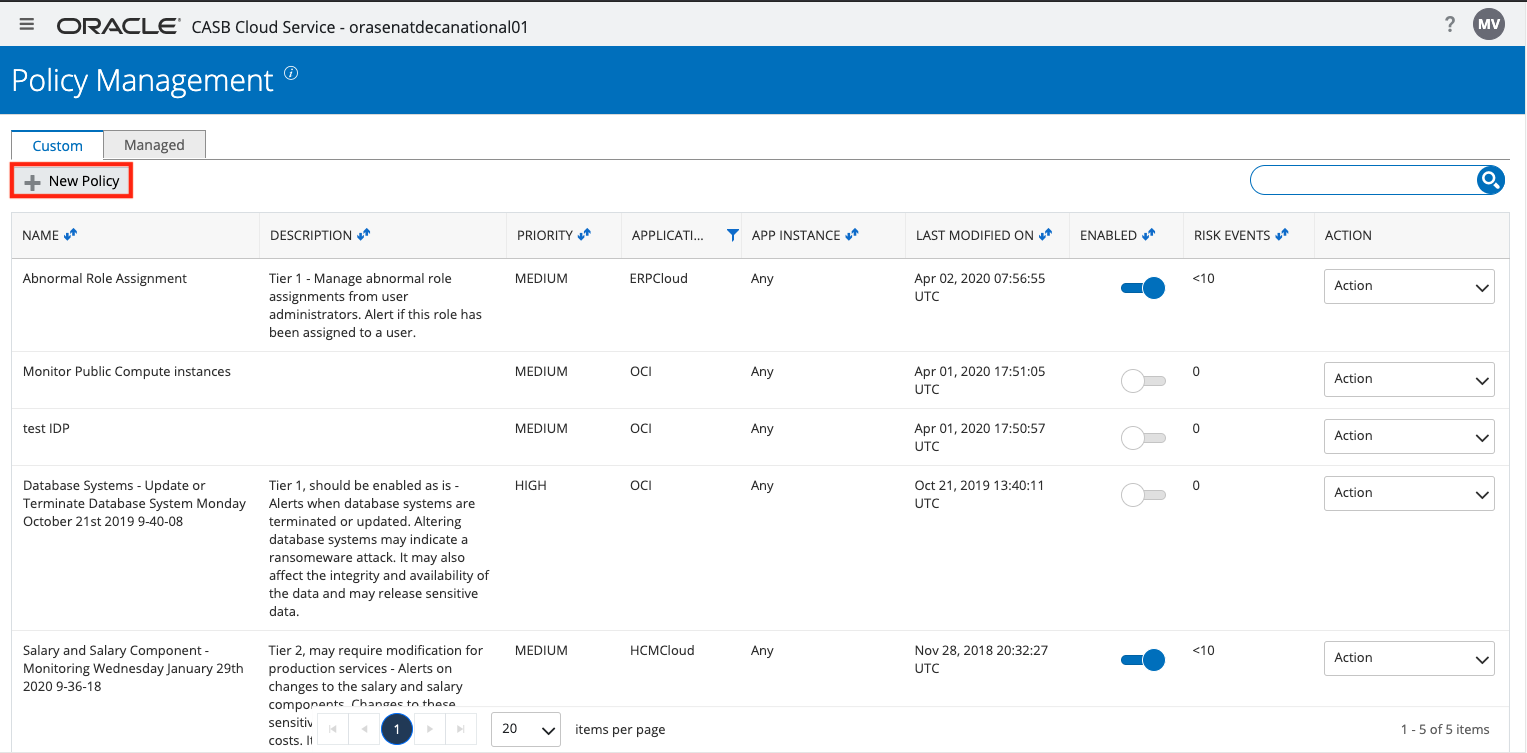 ORACLE® CASB Cloud Service - orasenatdecanational01
? MV
Policy Management i
Custom Managed
+ New Policy
NAME DESCRIPTION PRIORITY APPLICATI... APP INSTANCE LAST MODIFIED ON ENABLED RISK EVENTS ACTION
Abnormal Role Assignment
Tier 1 - Manage abnormal role
assignments from user
administrators. Alert if this role has
been assigned to a user.
MEDIUM
ERPCloud
Any
Apr 02, 2020 07:56:55
UTC
<10
Action
Monitor Public Compute instances
MEDIUM
OCI
Any
Apr 01, 2020 17:51:05
UTC
0
Action
test IDP
MEDIUM
OCI
Any
Apr 01, 2020 17:50:57
UTC
0
Action
Database Systems - Update or
Terminate Database System Monday
October 21st 2019 9-40-08
Tier 1, should be enabled as is -
Alerts when database systems are
terminated or updated. Altering
database systems may indicate a
ransomeware attack. It may also
affect the integrity and availability of
the data and may release sensitive
data.
HIGH
OCI
Any
Oct 21, 2019 13:40:11
UTC
0
Action
Salary and Salary Component -
Monitoring Wednesday January 29th
2020 9-36-18
Tier 2, may require modification for
production services - Alerts on
changes to the salary and salary
components. Changes to these
costs.
MEDIUM
HCMCloud
Any
Nov 28, 2018 20:32:27
UTC
<10
Action
1
20
items per page
1 - 5 of 5 items